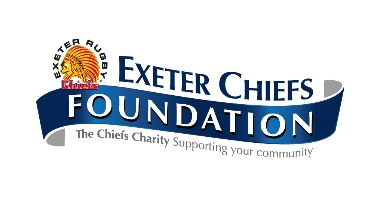 EXETER RUGBY
Chiefs
EXETER CHIEFS
FOUNDATION
The Chiefs Charity Supporting your community